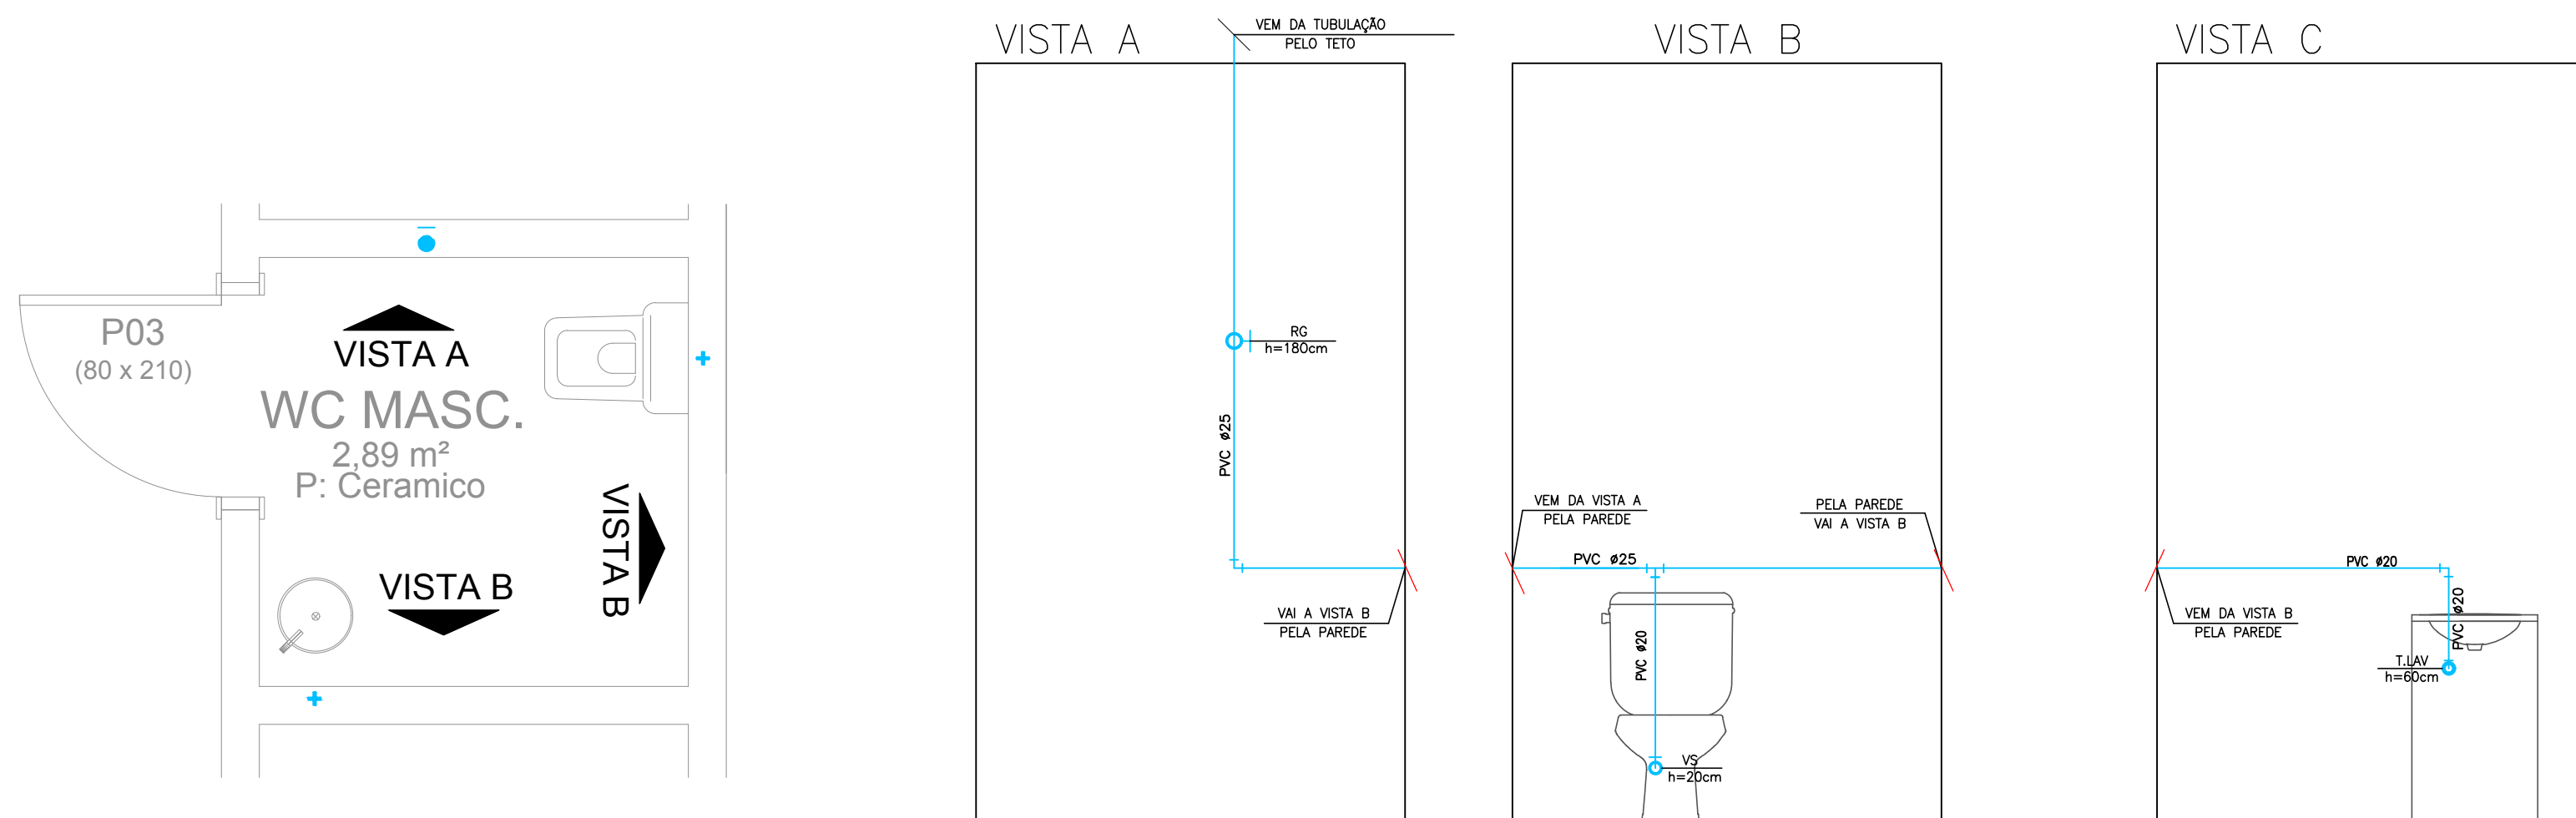 P03
(80 x 210)
VISTA A
WC MASC.
2,89 m²
P: Ceramico
VISTA B
VISTA B
VISTA A
VEM DA TUBULAÇÃO
PELO TETO
RG
h=180cm
PVC ø25
VAI A VISTA B
PELA PAREDE
VISTA B
VEM DA VISTA A
PELA PAREDE
PELA PAREDE
VAI A VISTA B
PVC ø25
PVC ø20
VS
h=20cm
VISTA C
PVC ø20
VEM DA VISTA B
PELA PAREDE
PVC ø20
T.LAV
h=60cm